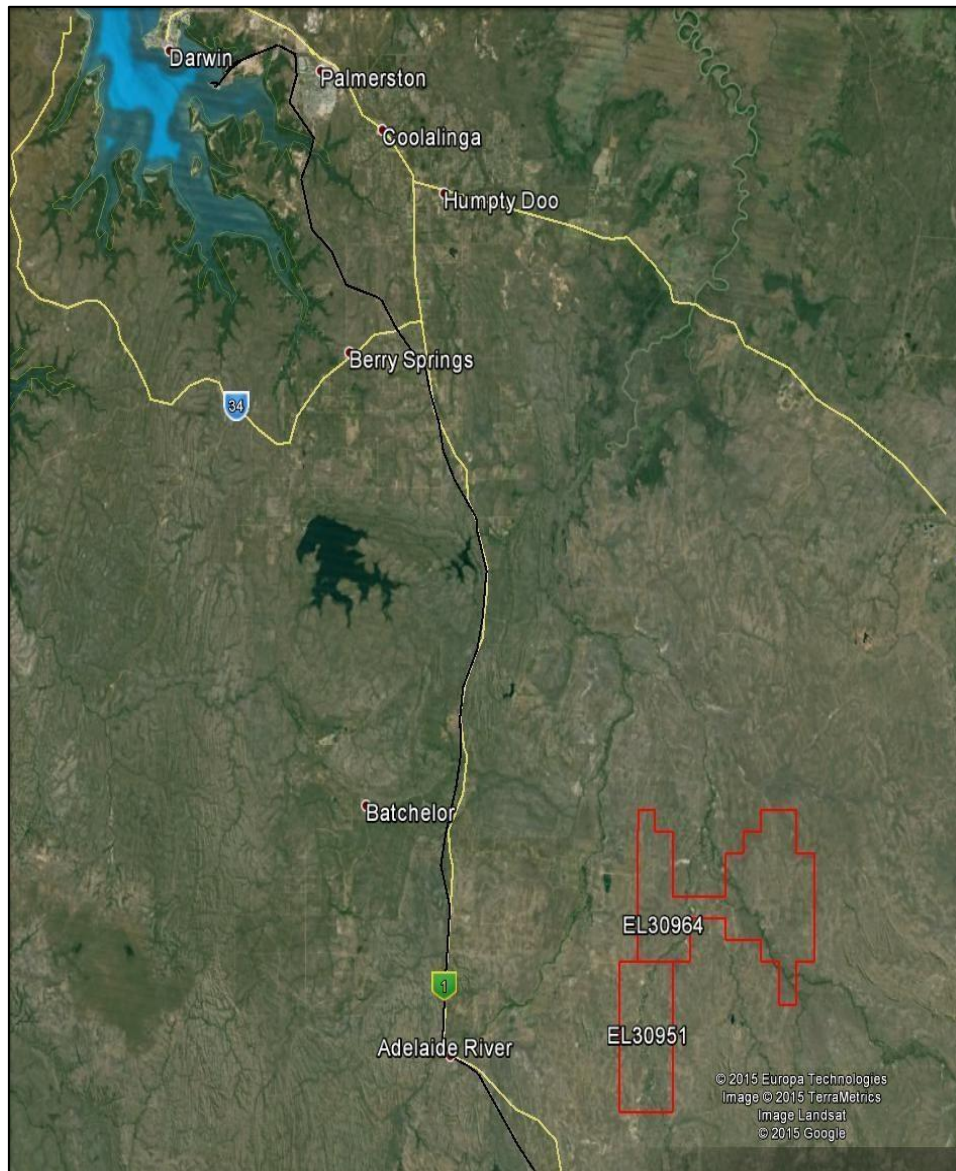 Darwin
Palmerston
Coolalinga
Humpty Doo
Berry Springs
34
Batchelor
EL30964
1
EL30951
Adelaide River
© 2015 Europa Technologies
Image © 2015 TerraMetrics
Image Landsat
© 2015 Google